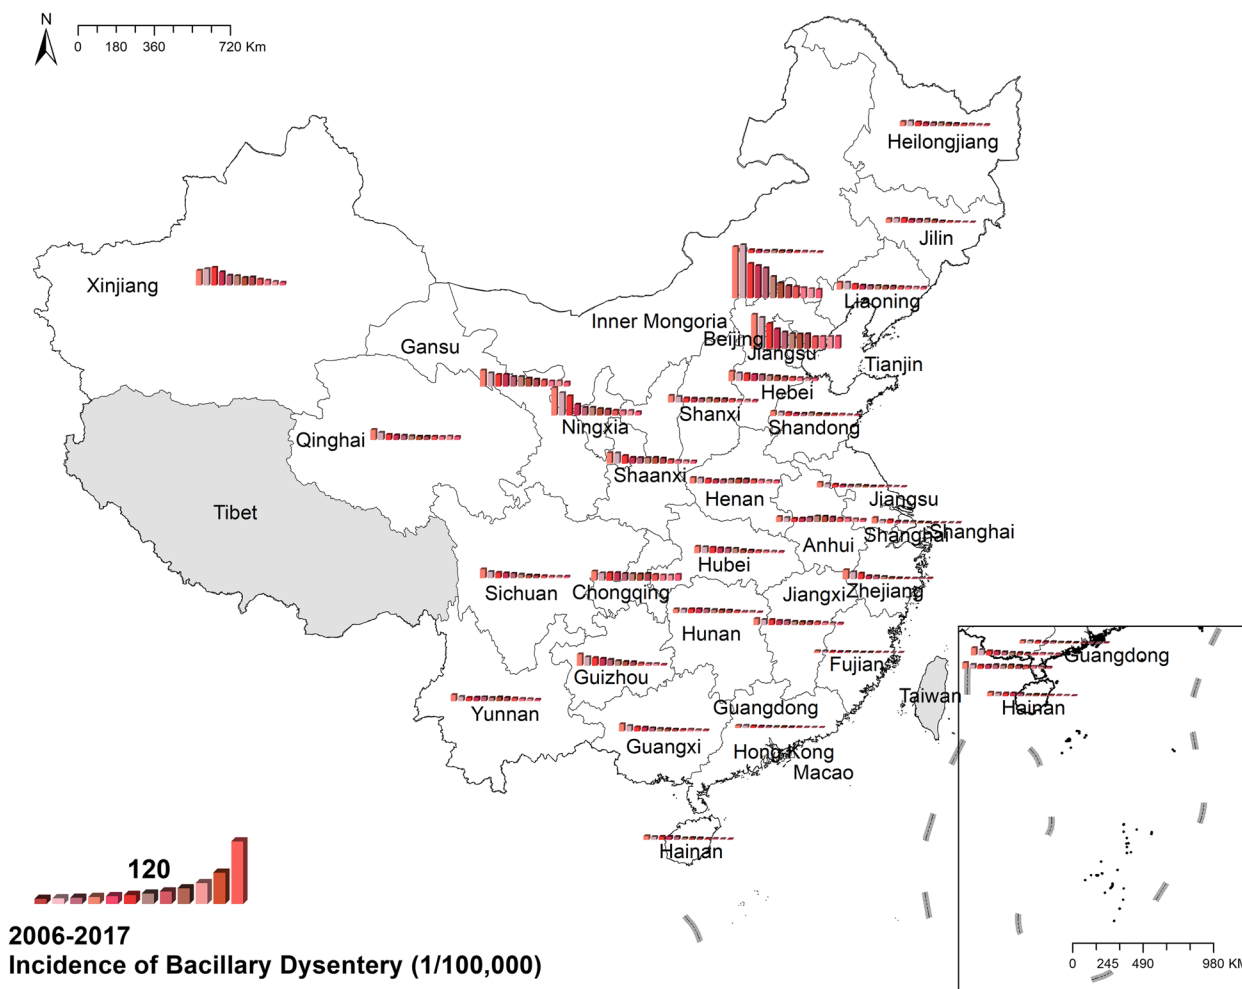 N
0 180 360 720 Km
Heilongjiang
Jilin
Xinjiang
Liaoning
Inner Mongoria
Beijing
Jiangsu
Gansu
Tianjin
Hebei
Shanxi
Shandong
Ningxia
Qinghai
Shaanxi
Henan
Jiangsu
Tibet
Shanghai
Shanghai
Anhui
Hubei
Sichuan
Chongqing
Jiangxi
Zhejiang
Hunan
Fujian
Guangdong
Guizhou
Taiwan
Hainan
Yunnan
Guangdong
Guangxi
Hong Kong
Macao
Hainan
120
2006-2017
Incidence of Bacillary Dysentery (1/100,000)
0 245 490 980 KM